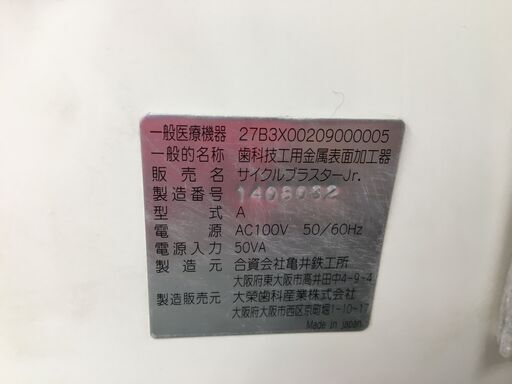 一般医療機器 27B3X00209000005
一般的名称 歯科技工用金属表面加工器
販売名 サイクルブラスターJr.
製造番号 1408032
型式 A
電源 AC100V 50/60Hz
電源入力 50VA
製造元 合資会社亀井鉄工所
大阪府東大阪市高井田中4-9-4
製造販売元 大榮歯科産業株式会社
大阪府大阪市西区京町堀1-10-17
Made in japan